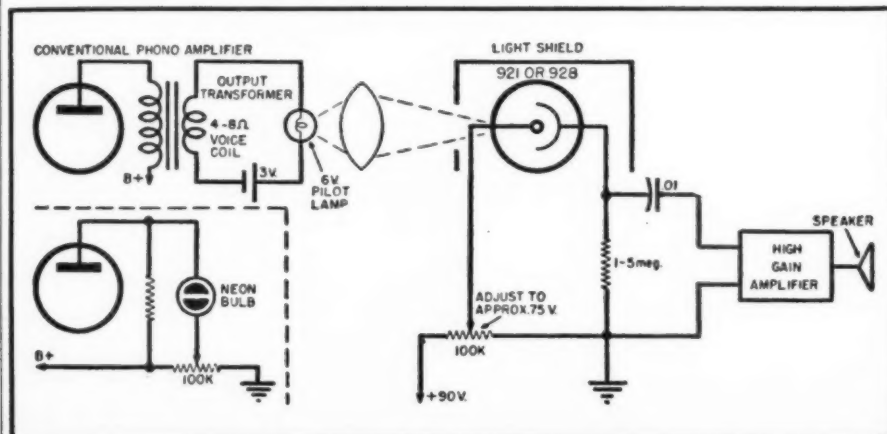 CONVENTIONAL PHONO AMPLIFIER
OUTPUT
TRANSFORMER
4-8Ω
VOICE
COIL
B+
3V.
6V.
PILOT
LAMP
LIGHT SHIELD
921 OR 928
.01
SPEAKER
HIGH
GAIN
AMPLIFIER
1-5meg.
ADJUST TO
APPROX.75 V.
100K
+90V.
NEON
BULB
B+
100K